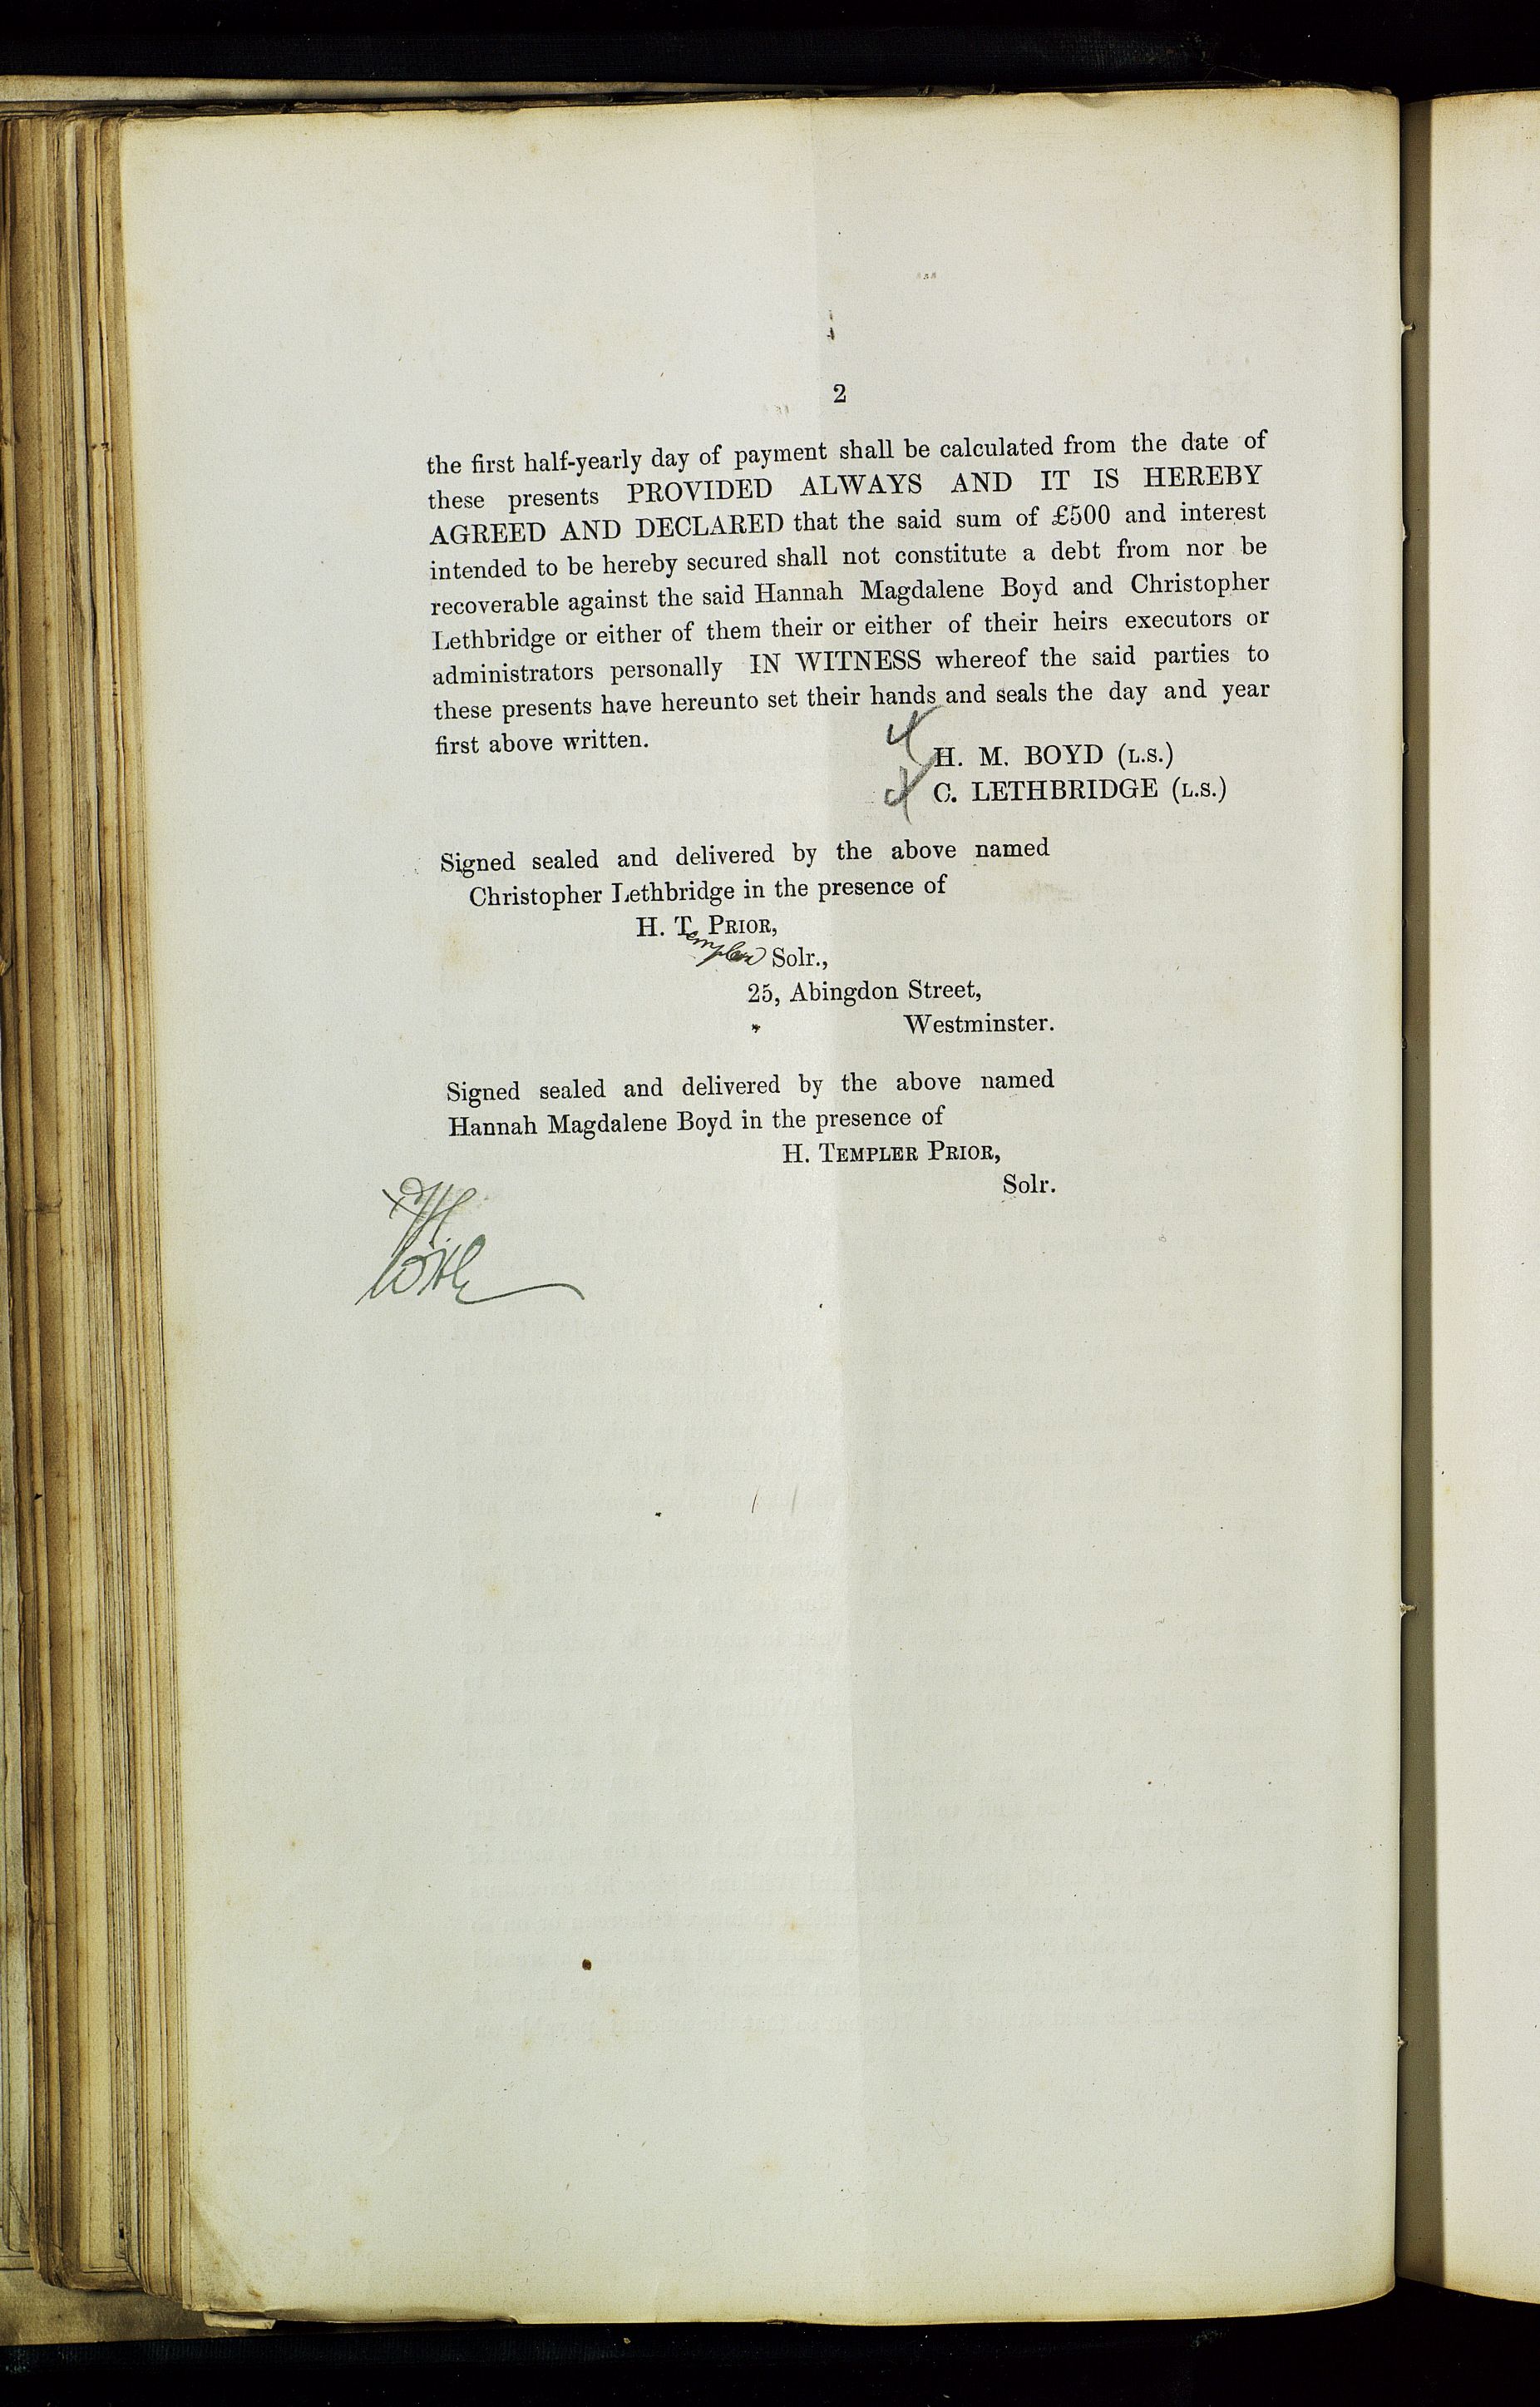 2
the first half-yearly day of payment shall be calculated from the date of
these presents PROVIDED ALWAYS AND IT IS HEREBY
AGREED AND DECLARED that the said sum of £500 and interest
intended to be hereby secured shall not constitute a debt from nor be
recoverable against the said Hannah Magdalene Boyd and Christopher
Lethbridge or either of them their or either of their heirs executors or
administrators personally IN WITNESS whereof the said parties to
these presents have hereunto set their hands and seals the day and year
first above written.
H. M. BOYD (L.S.)
C. LETHBRIDGE (L.S.)
Signed sealed and delivered by the above named
Christopher Lethbridge in the presence of
H. T. PRIOR,
empler Solr.,
25, Abingdon Street,
Westminster.
Signed sealed and delivered by the above named
Hannah Magdalene Boyd in the presence of
H. TEMPLER PRIOR,
Solr.